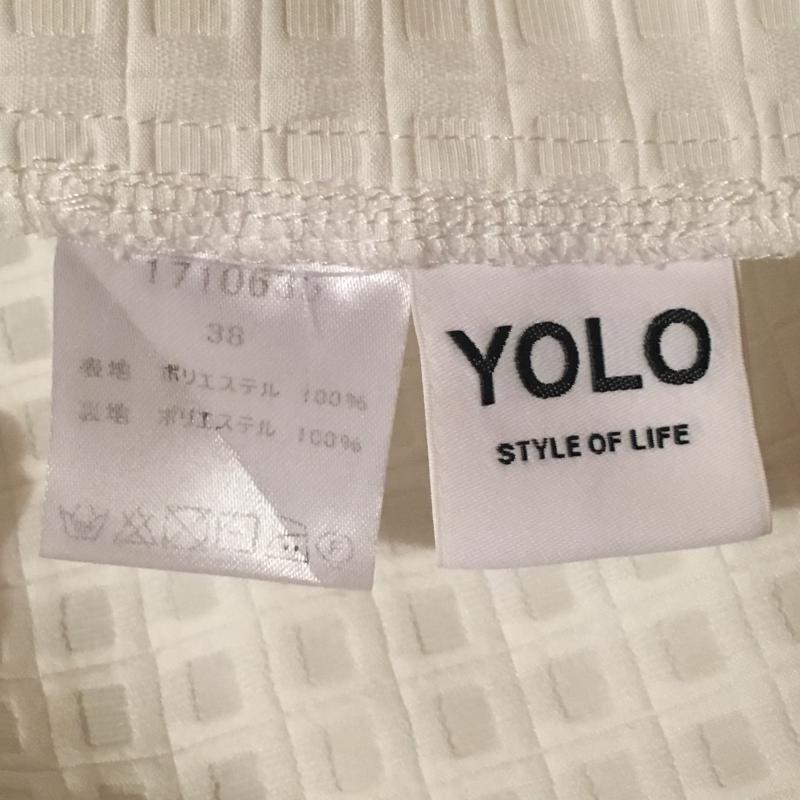 38
表地 ポリエステル 100%
裏地 ポリエステル 100%
YOLO
STYLE OF LIFE